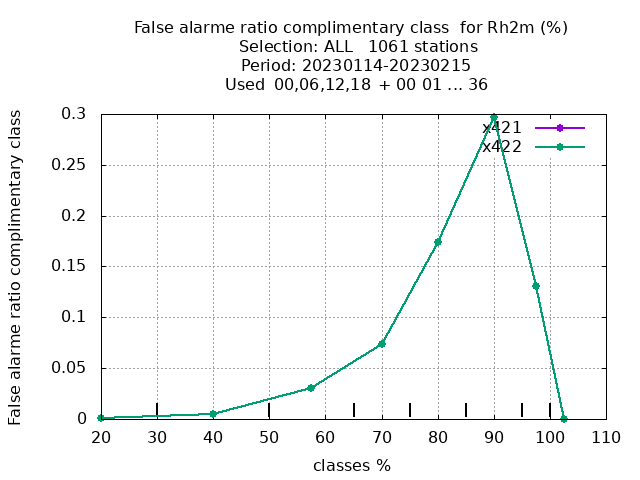 False alarme ratio complimentary class  for Rh2m (%)
Selection: ALL   1061 stations
Period: 20230114-20230215
Used  00,06,12,18  + 00 01 ... 36
False alarme ratio complimentary class
0.3
0.25
0.2
0.15
0.1
0.05
0
x421
x422
20 30 40 50 60 70 80 90 100 110
classes %